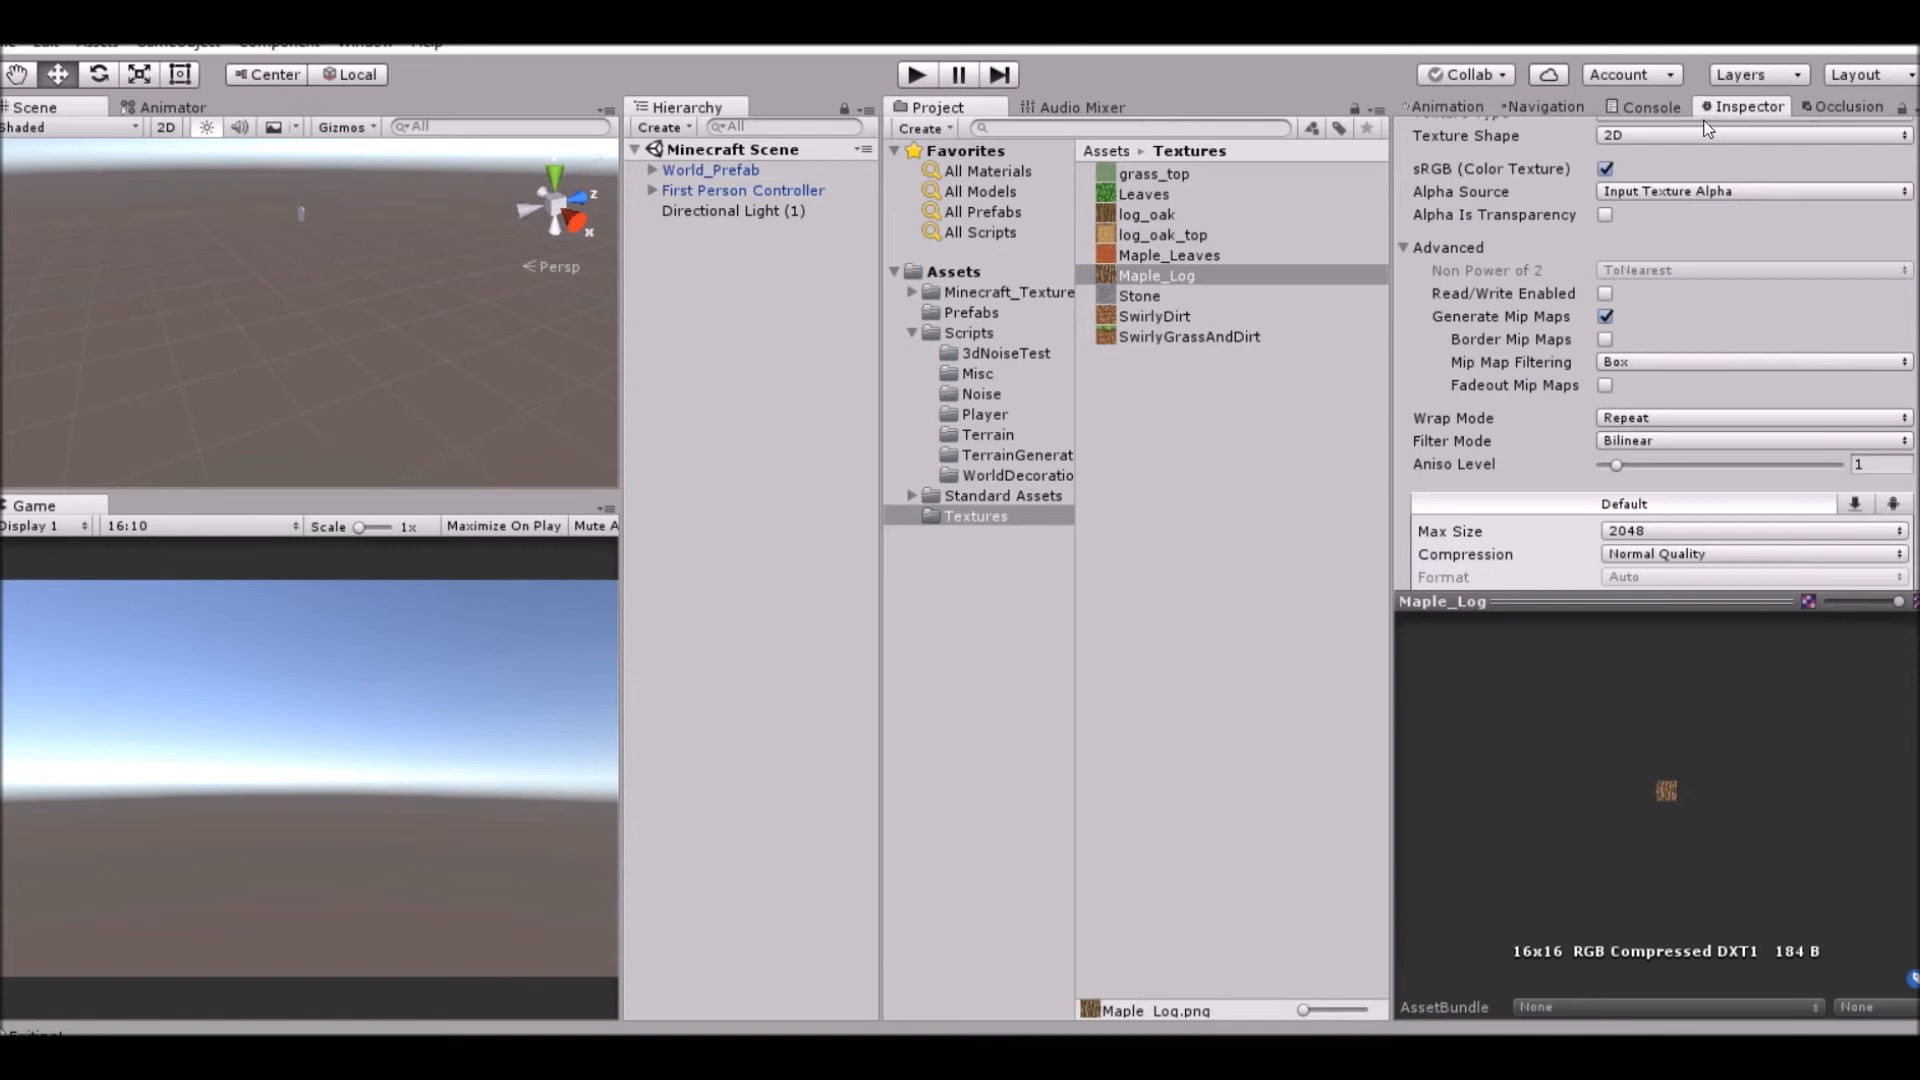 Edit Assets GameObject Component Window Help
Center Local
Collab Account Layers Layout
Scene Animator
Shaded 2D Gizmos All
Persp
Game
Display 1 16:10 Scale 1x Maximize On Play Mute A
Hierarchy
Create All
Minecraft Scene
World_Prefab
First Person Controller
Directional Light (1)
Project Audio Mixer
Create
Favorites
All Materials
All Models
All Prefabs
All Scripts
Assets
Minecraft_Texture
Prefabs
Scripts
3dNoiseTest
Misc
Noise
Player
Terrain
TerrainGenerat
WorldDecoratio
Standard Assets
Textures
Assets Textures
grass_top
Leaves
log_oak
log_oak_top
Maple_Leaves
Maple_Log
Stone
SwirlyDirt
SwirlyGrassAndDirt
Maple_Log.png
Animation Navigation Console Inspector Occlusion
Texture Shape 2D
sRGB (Color Texture)
Alpha Source Input Texture Alpha
Alpha Is Transparency
Advanced
Non Power of 2 ToNearest
Read/Write Enabled
Generate Mip Maps
Border Mip Maps
Mip Map Filtering Box
Fadeout Mip Maps
Wrap Mode Repeat
Filter Mode Bilinear
Aniso Level 1
Default
Max Size 2048
Compression Normal Quality
Format Auto
Maple_Log
16x16 RGB Compressed DXT1 184 B
AssetBundle None None